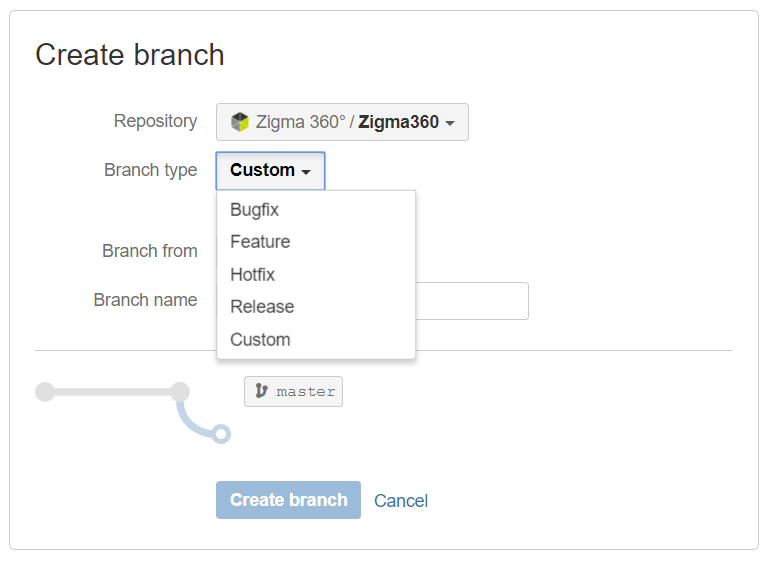 Create branch
Repository Zigma 360° / Zigma360
Branch type Custom
Bugfix
Feature
Branch from
Hotfix
Branch name
Release
Custom
master
Create branch Cancel